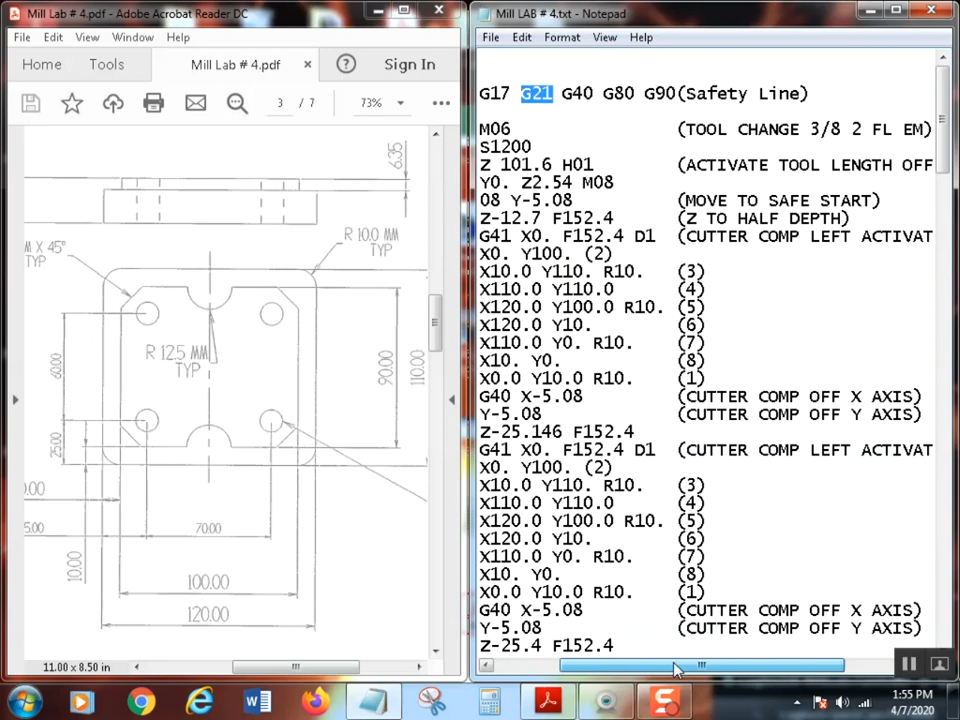 Mill Lab # 4.pdf - Adobe Acrobat Reader DC
File Edit View Window Help
Home Tools Mill Lab # 4.pdf × ? Sign In
3 / 7 73%
6.35
M X 45°
TYP
R 10.0 MM
TYP
R 12.5 MM
TYP
60.00
25.00
90.00
110.00
0.00
5.00
70.00
10.00
100.00
120.00
11.00 x 8.50 in
Mill LAB # 4.txt - Notepad
File Edit Format View Help
G17 G21 G40 G80 G90(Safety Line)
M06 (TOOL CHANGE 3/8 2 FL EM)
S1200
Z 101.6 H01 (ACTIVATE TOOL LENGTH OFF
Y0. Z2.54 M08
08 Y-5.08 (MOVE TO SAFE START)
Z-12.7 F152.4 (Z TO HALF DEPTH)
G41 X0. F152.4 D1 (CUTTER COMP LEFT ACTIVAT
X0. Y100. (2)
X10.0 Y110. R10. (3)
X110.0 Y110.0 (4)
X120.0 Y100.0 R10. (5)
X120.0 Y10. (6)
X110.0 Y0. R10. (7)
X10. Y0. (8)
X0.0 Y10.0 R10. (1)
G40 X-5.08 (CUTTER COMP OFF X AXIS)
Y-5.08 (CUTTER COMP OFF Y AXIS)
Z-25.146 F152.4
G41 X0. F152.4 D1 (CUTTER COMP LEFT ACTIVAT
X0. Y100. (2)
X10.0 Y110. R10. (3)
X110.0 Y110.0 (4)
X120.0 Y100.0 R10. (5)
X120.0 Y10. (6)
X110.0 Y0. R10. (7)
X10. Y0. (8)
X0.0 Y10.0 R10. (1)
G40 X-5.08 (CUTTER COMP OFF X AXIS)
Y-5.08 (CUTTER COMP OFF Y AXIS)
Z-25.4 F152.4
1:55 PM
4/7/2020